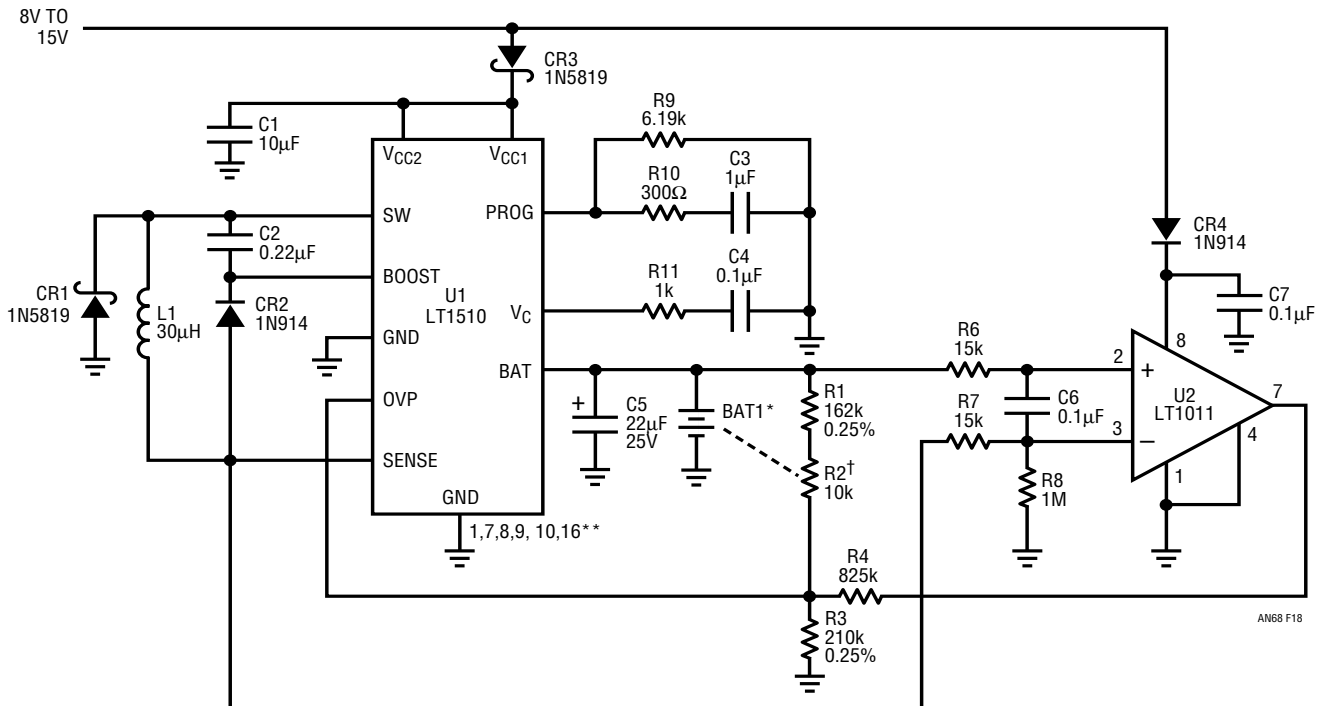 8V TO
15V
CR3
1N5819
C1
10µF
VCC2
VCC1
R9
6.19k
R10
300Ω
C3
1µF
SW
PROG
C2
0.22µF
BOOST
CR1
1N5819
L1
30µH
CR2
1N914
U1
LT1510
R11
1k
C4
0.1µF
VC
GND
BAT
OVP
SENSE
GND
1,7,8,9, 10,16**
+
C5
22µF
25V
BAT1*
R1
162k
0.25%
R2†
10k
R3
210k
0.25%
R4
825k
R6
15k
R7
15k
C6
0.1µF
R8
1M
CR4
1N914
C7
0.1µF
8
2
+
U2
LT1011
7
3
–
4
1
AN68 F18